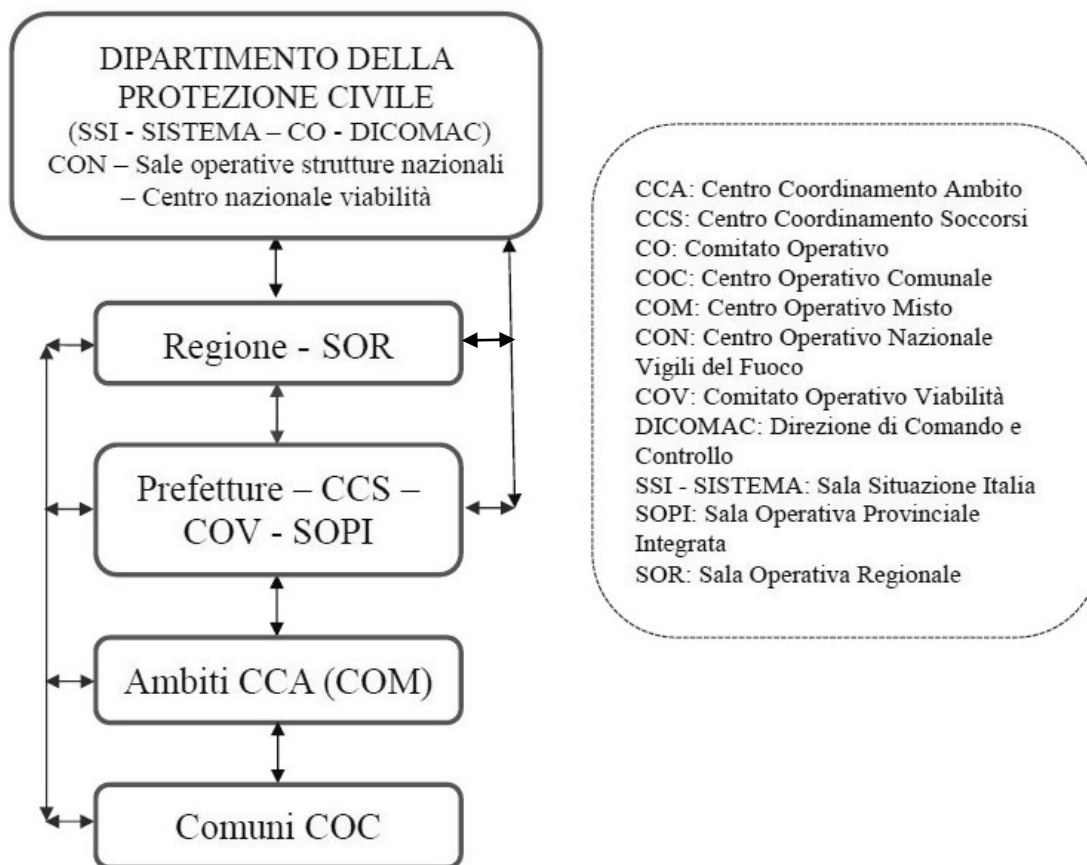 DIPARTIMENTO DELLA
PROTEZIONE CIVILE
(SSI - SISTEMA – CO - DICOMAC)
CON – Sale operative strutture nazionali
– Centro nazionale viabilità
Regione - SOR
Prefetture – CCS –
COV - SOPI
Ambiti CCA (COM)
Comuni COC
CCA: Centro Coordinamento Ambito
CCS: Centro Coordinamento Soccorsi
CO: Comitato Operativo
COC: Centro Operativo Comunale
COM: Centro Operativo Misto
CON: Centro Operativo Nazionale
Vigili del Fuoco
COV: Comitato Operativo Viabilità
DICOMAC: Direzione di Comando e
Controllo
SSI - SISTEMA: Sala Situazione Italia
SOPI: Sala Operativa Provinciale
Integrata
SOR: Sala Operativa Regionale